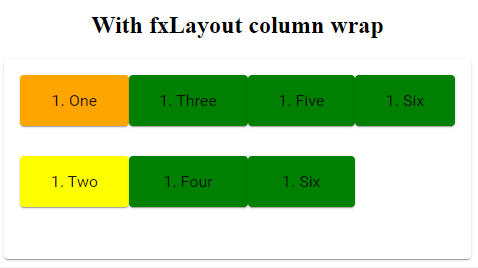 With fxLayout column wrap
1. One 1. Three 1. Five 1. Six
1. Two 1. Four 1. Six